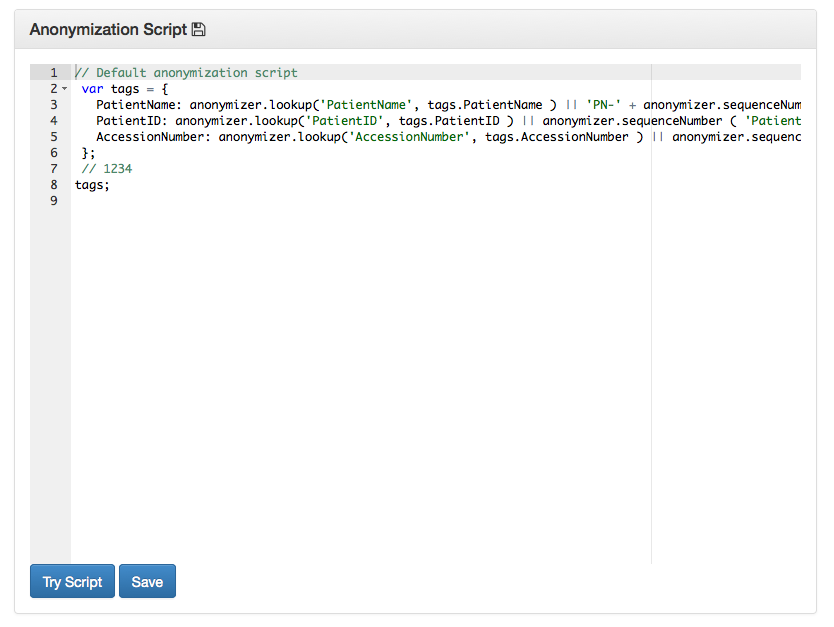 Anonymization Script
1 // Default anonymization script
2 var tags = {
3 PatientName: anonymizer.lookup('PatientName', tags.PatientName ) || 'PN-' + anonymizer.sequenceNum
4 PatientID: anonymizer.lookup('PatientID', tags.PatientID ) || anonymizer.sequenceNumber ( 'Patient
5 AccessionNumber: anonymizer.lookup('AccessionNumber', tags.AccessionNumber ) || anonymizer.sequenc
6 };
7 // 1234
8 tags;
9
Try Script Save